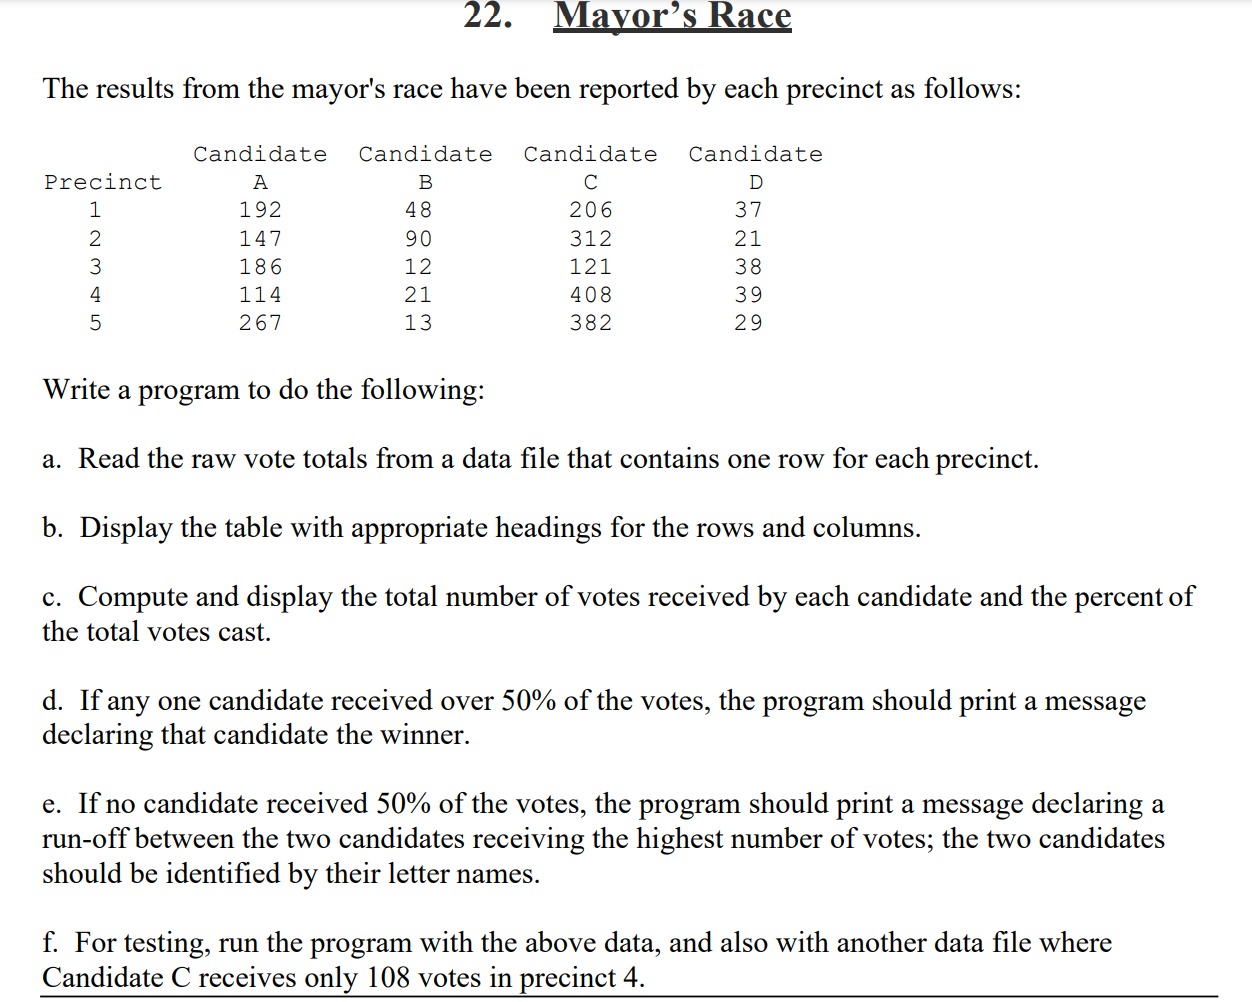 22. Mayor's Race
The results from the mayor's race have been reported by each precinct as follows:
Candidate Candidate Candidate Candidate
Precinct A B C D
1 192 48 206 37
2 147 90 312 21
3 186 12 121 38
4 114 21 408 39
5 267 13 382 29
Write a program to do the following:
a. Read the raw vote totals from a data file that contains one row for each precinct.
b. Display the table with appropriate headings for the rows and columns.
c. Compute and display the total number of votes received by each candidate and the percent of
the total votes cast.
d. If any one candidate received over 50% of the votes, the program should print a message
declaring that candidate the winner.
e. If no candidate received 50% of the votes, the program should print a message declaring a
run-off between the two candidates receiving the highest number of votes; the two candidates
should be identified by their letter names.
f. For testing, run the program with the above data, and also with another data file where
Candidate C receives only 108 votes in precinct 4.